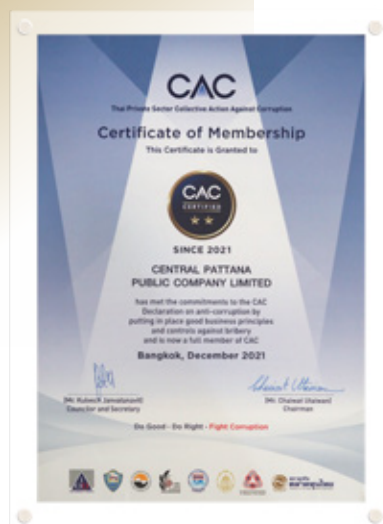 CAC
Thai Private Sector Collective Action Against Corruption
Certificate of Membership
This Certificate is Granted to
CAC
CERTIFIED
SINCE 2021
CENTRAL PATTANA
PUBLIC COMPANY LIMITED
has met the commitments to the CAC
Declaration on anti-corruption by
putting in place good business principles
and controls against bribery
and is now a full member of CAC
Bangkok, December 2021
Councilor and Secretary
Chairman
Do Good - Do Right - Fight Corruption